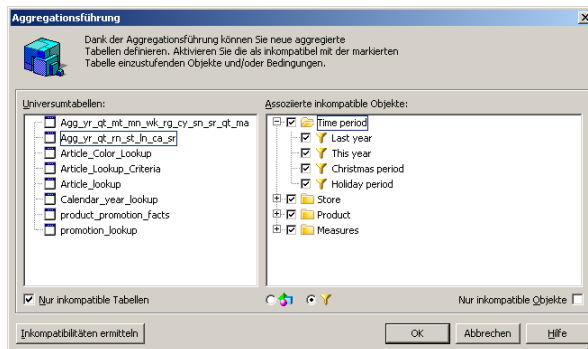 Aggregationsführung
Dank der Aggregationsführung können Sie neue aggregierte
Tabellen definieren. Aktivieren Sie die als inkompatibel mit der markierten
Tabelle einzustufenden Objekte und/oder Bedingungen.
Universumtabellen:
Agg_yr_qt_mt_mn_wk_rg_cy_sn_sr_qt_ma
Agg_yr_qt_rn_st_ln_ca_sr
Article_Color_Lookup
Article_Lookup_Criteria
Article_lookup
Calendar_year_lookup
product_promotion_facts
promotion_lookup
Nur inkompatible Tabellen
Assoziierte inkompatible Objekte:
Time period
Last year
This year
Christmas period
Holiday period
Store
Product
Measures
Nur inkompatible Objekte
Inkompatibilitäten ermitteln
OK
Abbrechen
Hilfe